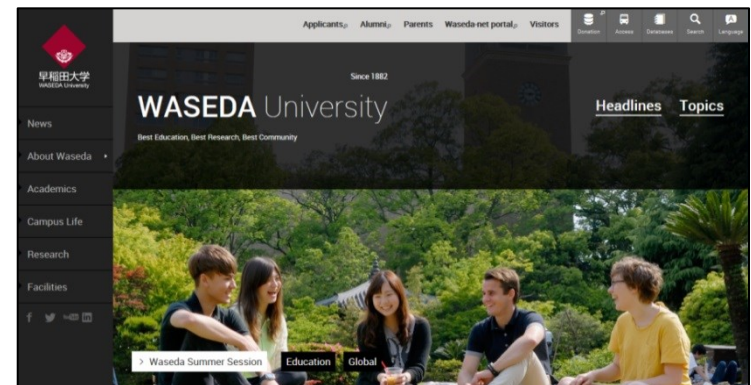 Applicants Alumni Parents Waseda-net portal Visitors
Donation Access Databases Search Language
早稲田大学
WASEDA University
News
About Waseda
Academics
Campus Life
Research
Facilities
Since 1882
WASEDA University
Best Education, Best Research, Best Community
Headlines Topics
> Waseda Summer Session Education Global